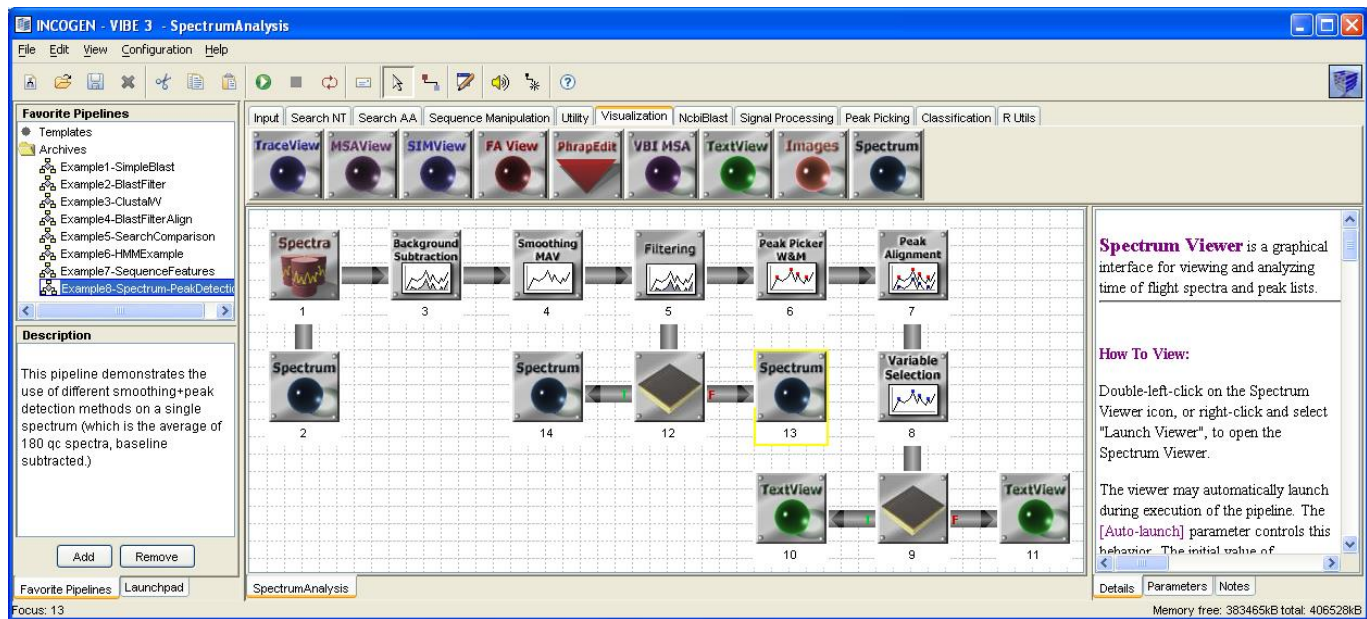 INCOGEN - VIBE 3 - SpectrumAnalysis
File Edit View Configuration Help
Favorite Pipelines
Templates
Archives
Example1-SimpleBlast
Example2-BlastFilter
Example3-ClustalW
Example4-BlastFilterAlign
Example5-SearchComparison
Example6-HMMExample
Example7-SequenceFeatures
Example8-Spectrum-PeakDetectio
Description
This pipeline demonstrates the
use of different smoothing+peak
detection methods on a single
spectrum (which is the average of
180 qc spectra, baseline
subtracted.)
Add Remove
Favorite Pipelines Launchpad
Input Search NT Search AA Sequence Manipulation Utility Visualization NcbiBlast Signal Processing Peak Picking Classification R Utils
TraceView MSAView SIMView FA View PhrapEdit VBI MSA TextView Images Spectrum
Spectra Background Subtraction Smoothing MAV Filtering Peak Picker W&M Peak Alignment
1 3 4 5 6 7
Spectrum Spectrum T F Spectrum Variable Selection
2 14 12 13 8
TextView T F TextView
10 9 11
SpectrumAnalysis
Spectrum Viewer is a graphical
interface for viewing and analyzing
time of flight spectra and peak lists.
How To View:
Double-left-click on the Spectrum
Viewer icon, or right-click and select
"Launch Viewer", to open the
Spectrum Viewer.
The viewer may automatically launch
during execution of the pipeline. The
[Auto-launch] parameter controls this
behavior. The initial value of
Details Parameters Notes
Focus: 13
Memory free: 383465kB total: 406528kB